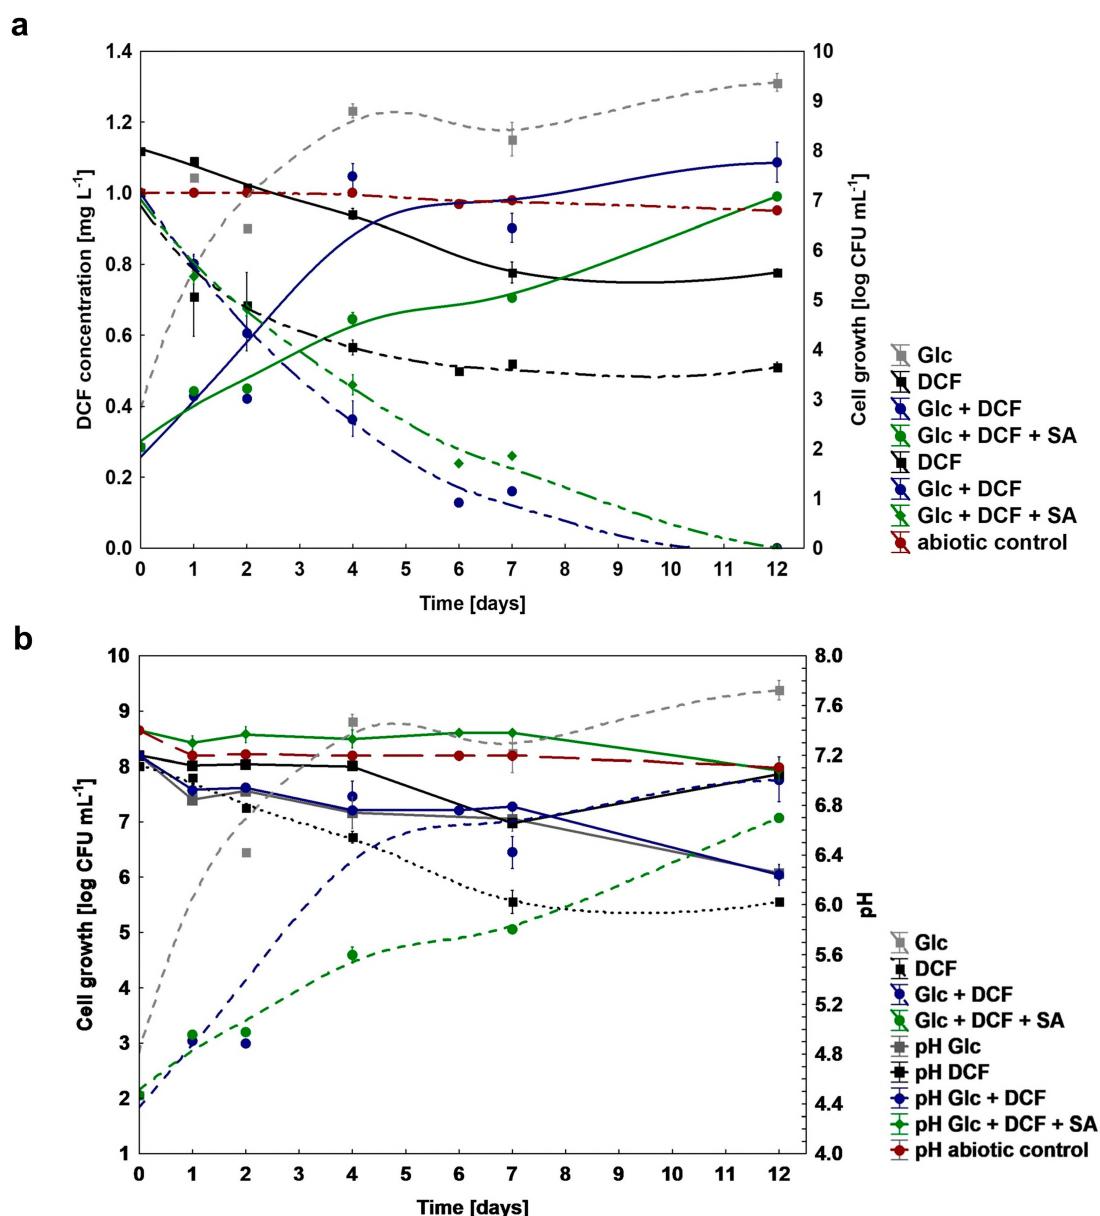 a
1.4
1.2
1.0
0.8
0.6
0.4
0.2
0.0
DCF concentration [mg L-1]
10
9
8
7
6
5
4
3
2
1
0
Cell growth [log CFU mL-1]
0 1 2 3 4 5 6 7 8 9 10 11 12
Time [days]
Glc
DCF
Glc + DCF
Glc + DCF + SA
DCF
Glc + DCF
Glc + DCF + SA
abiotic control
b
10
9
8
7
6
5
4
3
2
1
Cell growth [log CFU mL-1]
8.0
7.6
7.2
6.8
6.4
6.0
5.6
5.2
4.8
4.4
4.0
pH
0 1 2 3 4 5 6 7 8 9 10 11 12
Time [days]
Glc
DCF
Glc + DCF
Glc + DCF + SA
pH Glc
pH DCF
pH Glc + DCF
pH Glc + DCF + SA
pH abiotic control